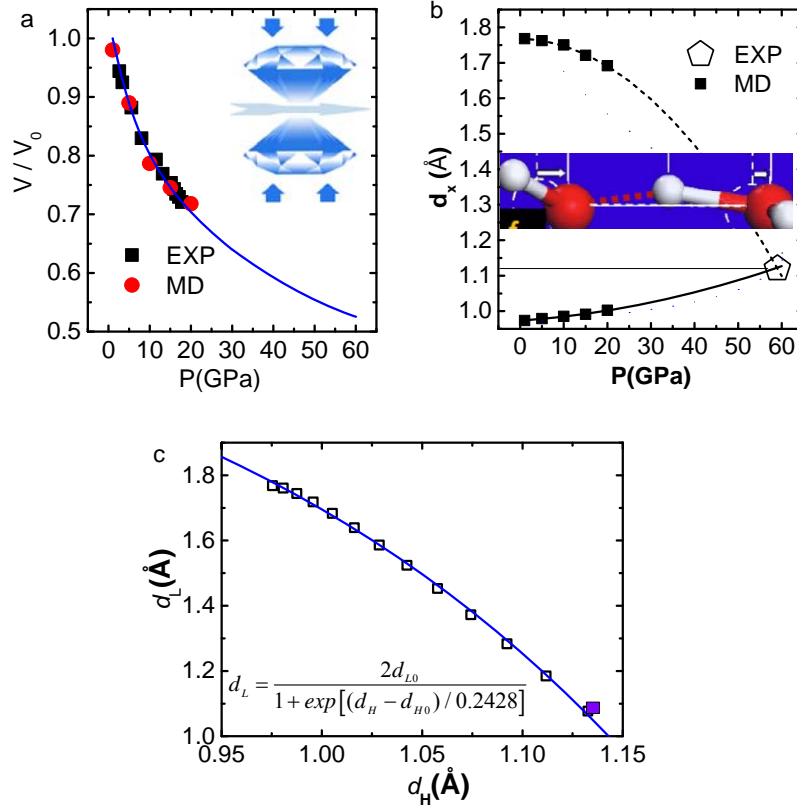 a
1.0
0.9
0.8
0.7
0.6
0.5
V / V0
EXP
MD
0 10 20 30 40 50 60
P(GPa)
b
1.8
1.7
1.6
1.5
1.4
1.3
1.2
1.1
1.0
dx (Å)
EXP
MD
f
0 10 20 30 40 50 60
P(GPa)
c
1.8
1.6
1.4
1.2
1.0
dL(Å)
dL = 2dL0 / 1 + exp[(dH − dH0) / 0.2428]
0.95 1.00 1.05 1.10 1.15
dH(Å)